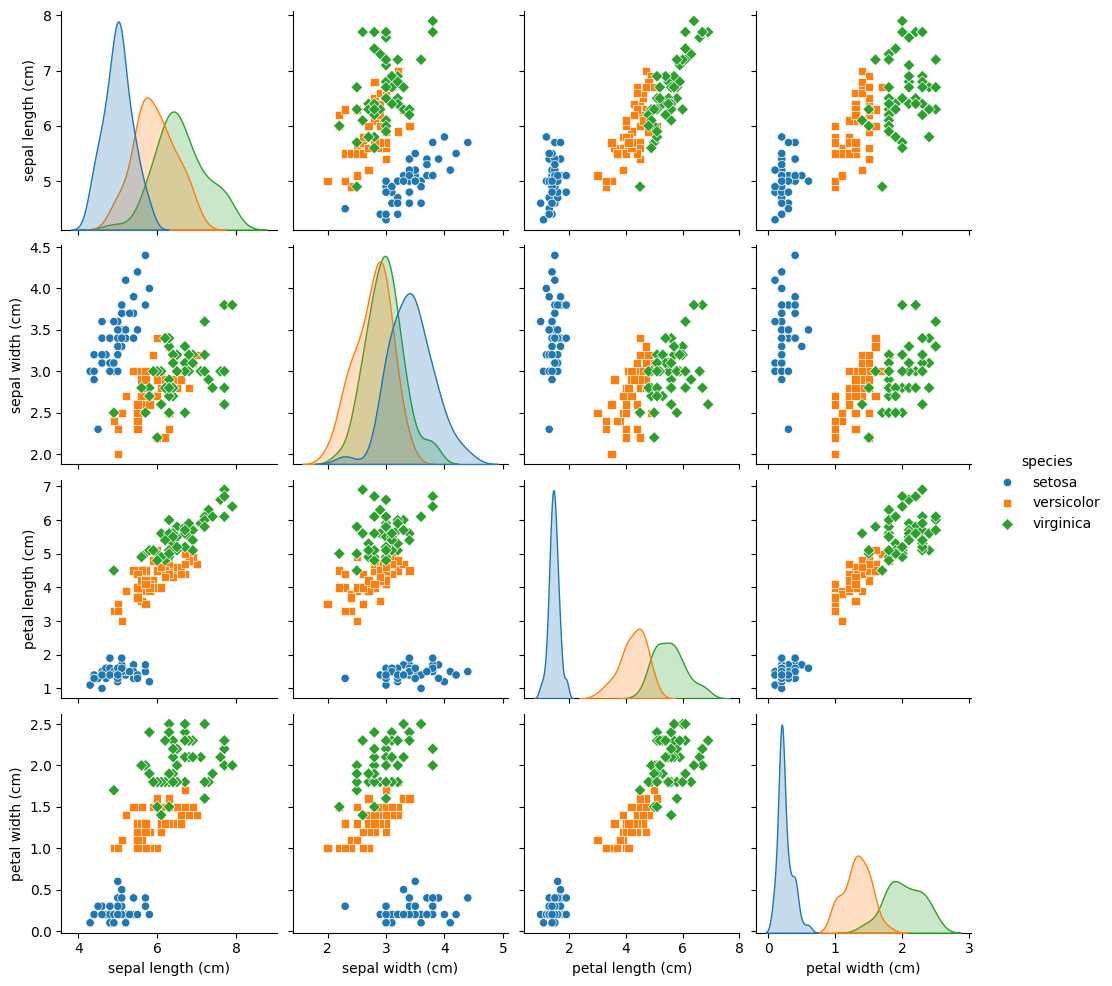 8
7
6
5
sepal length (cm)
4.5
4.0
3.5
3.0
2.5
2.0
sepal width (cm)
species
setosa
versicolor
virginica
7
6
5
4
3
2
1
petal length (cm)
2.5
2.0
1.5
1.0
0.5
0.0
petal width (cm)
4 6 8 2 3 4 5 2 4 6 8 0 1 2 3
sepal length (cm) sepal width (cm) petal length (cm) petal width (cm)